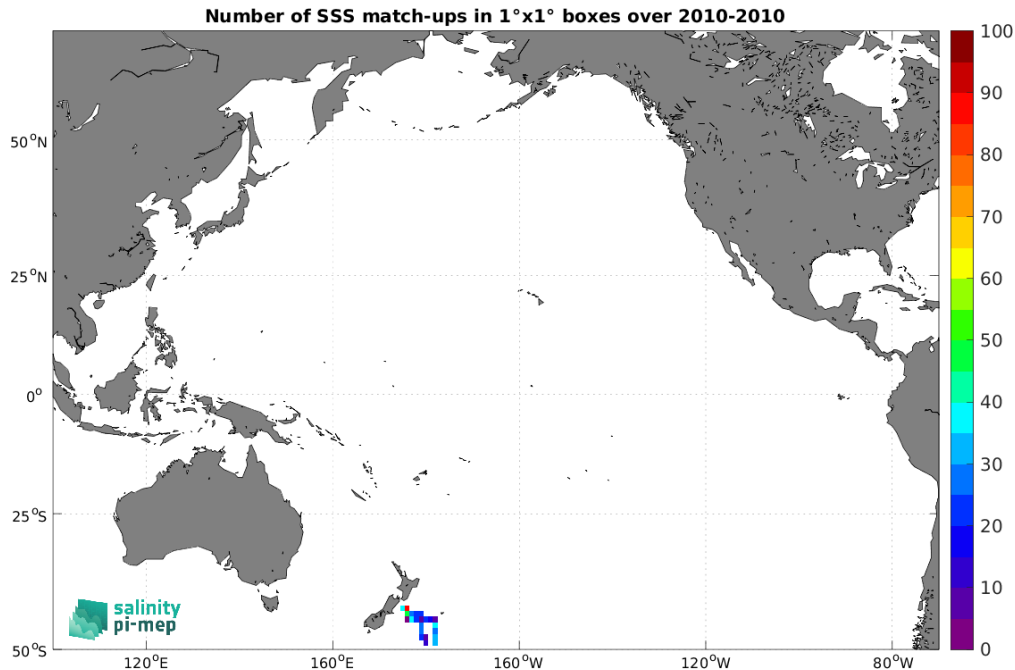 Number of SSS match-ups in 1°x1° boxes over 2010-2010
50°N
25°N
0°
25°S
50°S
120°E
160°E
160°W
120°W
80°W
100
90
80
70
60
50
40
30
20
10
0
salinity
pi-mep